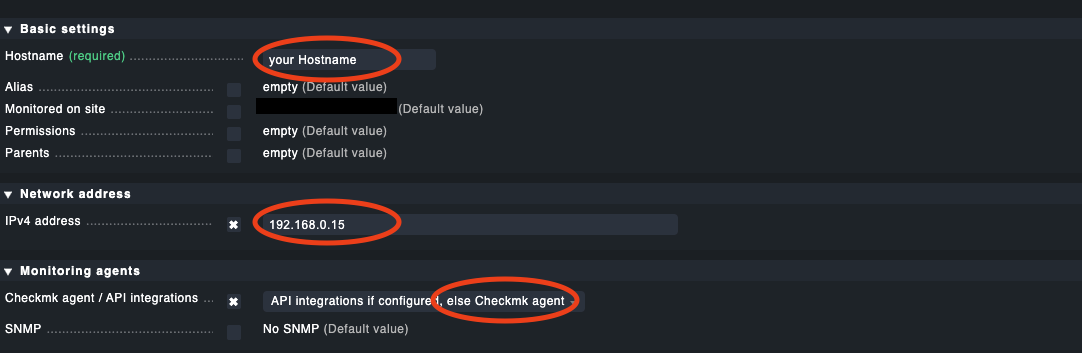 ▼ Basic settings
Hostname (required) your Hostname
Alias empty (Default value)
Monitored on site (Default value)
Permissions empty (Default value)
Parents empty (Default value)
▼ Network address
IPv4 address ✖ 192.168.0.15
▼ Monitoring agents
Checkmk agent / API integrations ✖ API integrations if configured, else Checkmk agent
SNMP No SNMP (Default value)